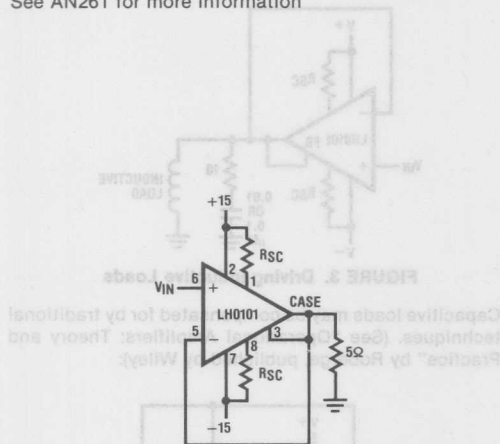 See AN261 for more information
+15
RSC
2
1
VIN
6
+
LH0101
CASE
5
−
3
8
7
RSC
5Ω
−15
FIGURE 3. Driving Inductive Loads
Capacitive loads may be compensated for by traditional
techniques. (See "Operational Amplifiers: Theory and
Practice" by Roberge, published by Wiley):